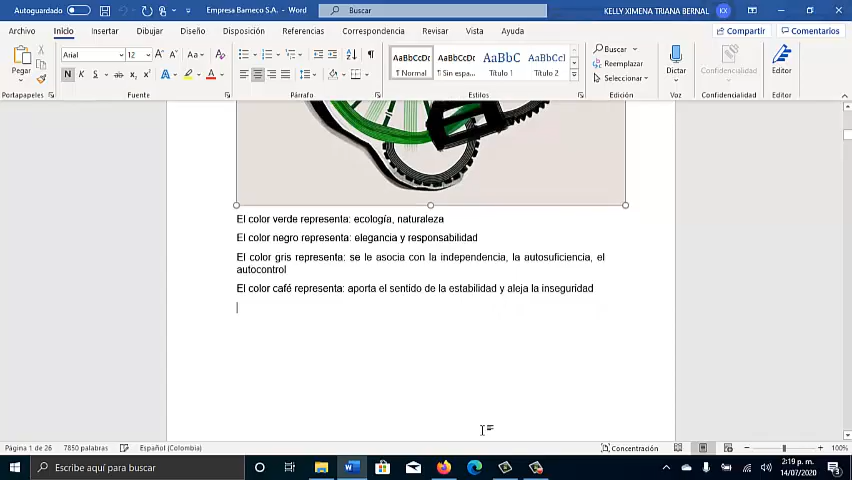 Autoguardado
Empresa Bameco S.A. - Word
Buscar
KELLY XIMENA TRIANA BERNAL
KX
Archivo Inicio Insertar Dibujar Diseño Disposición Referencias Correspondencia Revisar Vista Ayuda
Compartir
Comentarios
Pegar
Arial
12
Aa
N K S
AaBbCcDc AaBbCcDc AaBbC AaBbCcI
¶ Normal ¶ Sin espa... Título 1 Título 2
Buscar
Reemplazar
Seleccionar
Dictar
Confidencialidad
Editor
Portapapeles Fuente Párrafo Estilos Edición Voz Confidencialidad Editor
El color verde representa: ecología, naturaleza
El color negro representa: elegancia y responsabilidad
El color gris representa: se le asocia con la independencia, la autosuficiencia, el
autocontrol
El color café representa: aporta el sentido de la estabilidad y aleja la inseguridad
Página 1 de 26 7850 palabras Español (Colombia)
Concentración
100%
Escribe aquí para buscar
2:19 p. m.
14/07/2020
3